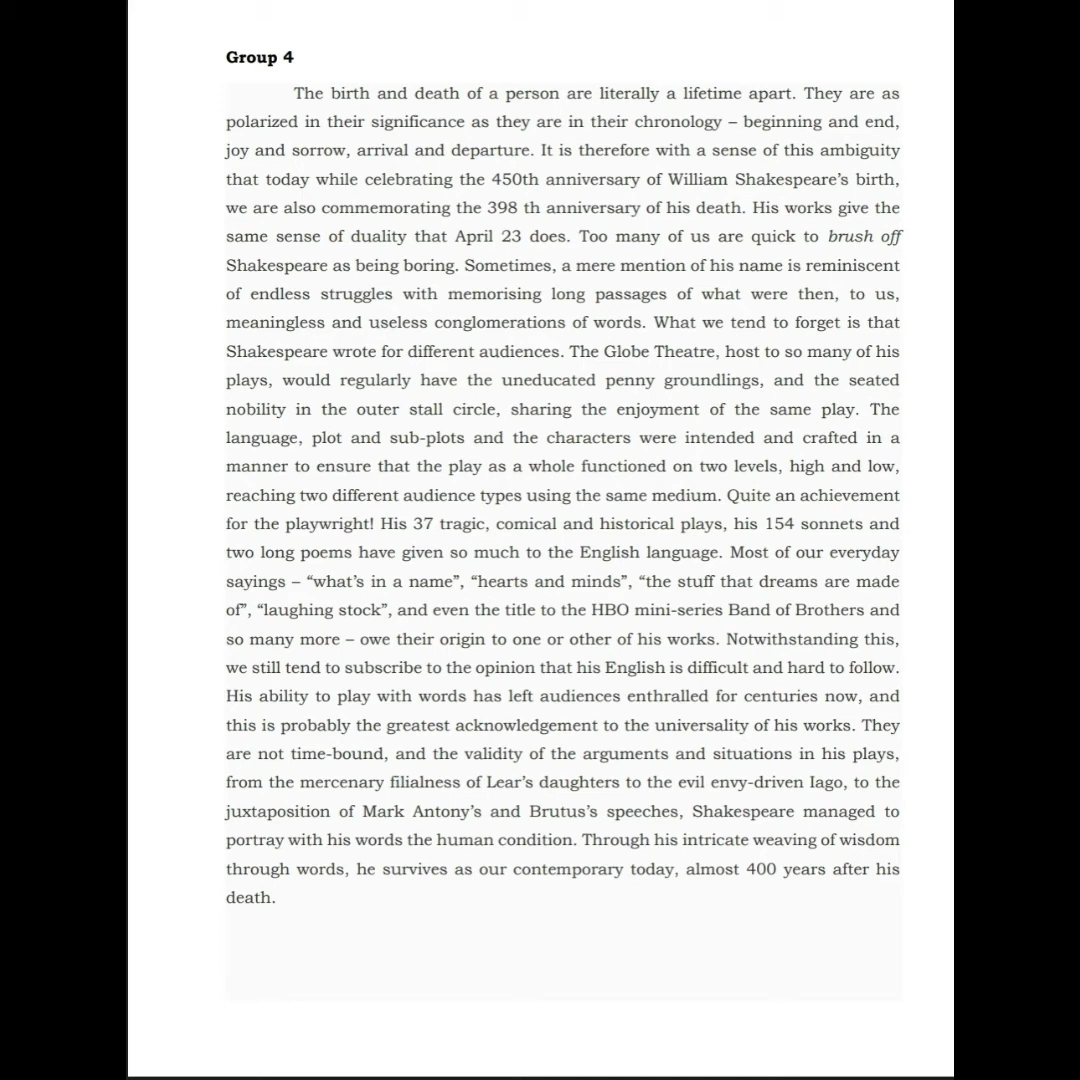 Group 4
The birth and death of a person are literally a lifetime apart. They are as
polarized in their significance as they are in their chronology – beginning and end,
joy and sorrow, arrival and departure. It is therefore with a sense of this ambiguity
that today while celebrating the 450th anniversary of William Shakespeare’s birth,
we are also commemorating the 398 th anniversary of his death. His works give the
same sense of duality that April 23 does. Too many of us are quick to brush off
Shakespeare as being boring. Sometimes, a mere mention of his name is reminiscent
of endless struggles with memorising long passages of what were then, to us,
meaningless and useless conglomerations of words. What we tend to forget is that
Shakespeare wrote for different audiences. The Globe Theatre, host to so many of his
plays, would regularly have the uneducated penny groundlings, and the seated
nobility in the outer stall circle, sharing the enjoyment of the same play. The
language, plot and sub-plots and the characters were intended and crafted in a
manner to ensure that the play as a whole functioned on two levels, high and low,
reaching two different audience types using the same medium. Quite an achievement
for the playwright! His 37 tragic, comical and historical plays, his 154 sonnets and
two long poems have given so much to the English language. Most of our everyday
sayings – “what’s in a name”, “hearts and minds”, “the stuff that dreams are made
of”, “laughing stock”, and even the title to the HBO mini-series Band of Brothers and
so many more – owe their origin to one or other of his works. Notwithstanding this,
we still tend to subscribe to the opinion that his English is difficult and hard to follow.
His ability to play with words has left audiences enthralled for centuries now, and
this is probably the greatest acknowledgement to the universality of his works. They
are not time-bound, and the validity of the arguments and situations in his plays,
from the mercenary filialness of Lear’s daughters to the evil envy-driven Iago, to the
juxtaposition of Mark Antony’s and Brutus’s speeches, Shakespeare managed to
portray with his words the human condition. Through his intricate weaving of wisdom
through words, he survives as our contemporary today, almost 400 years after his
death.